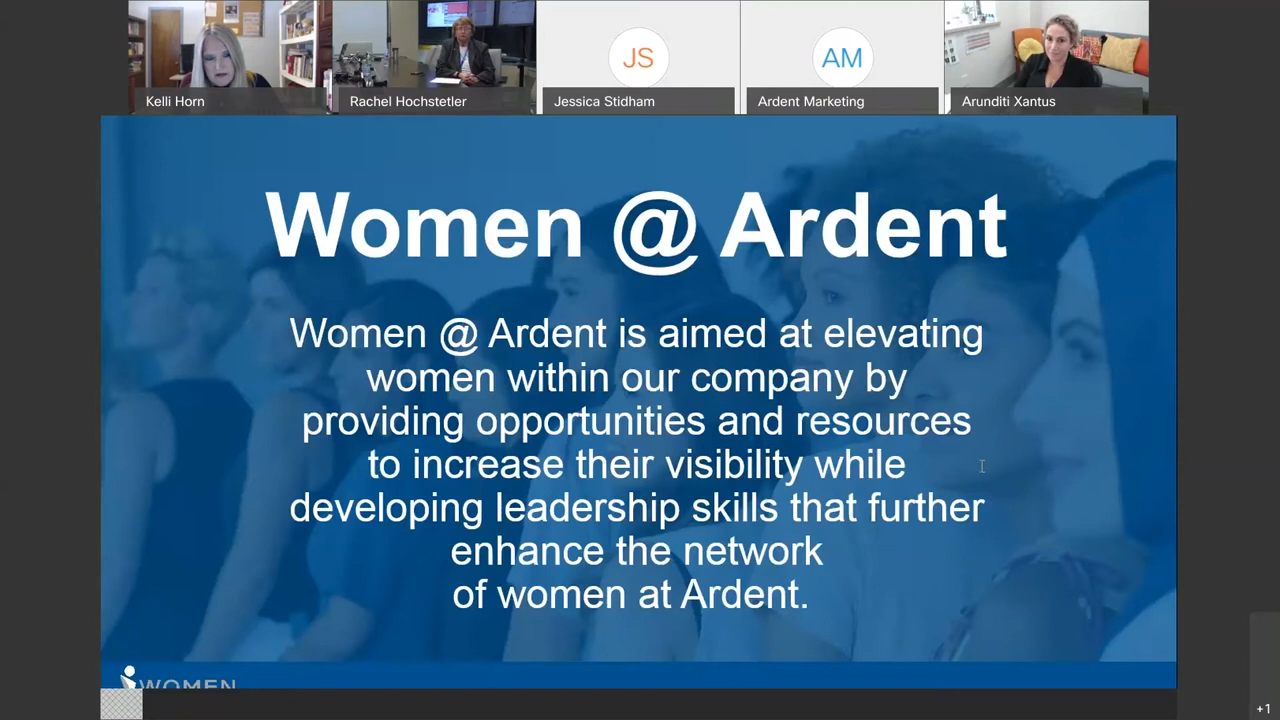 JS
AM
Kelli Horn
Rachel Hochstetler
Jessica Stidham
Ardent Marketing
Arunditi Xantus
Women @ Ardent
Women @ Ardent is aimed at elevating
women within our company by
providing opportunities and resources
to increase their visibility while
developing leadership skills that further
enhance the network
of women at Ardent.
WOMEN
+1